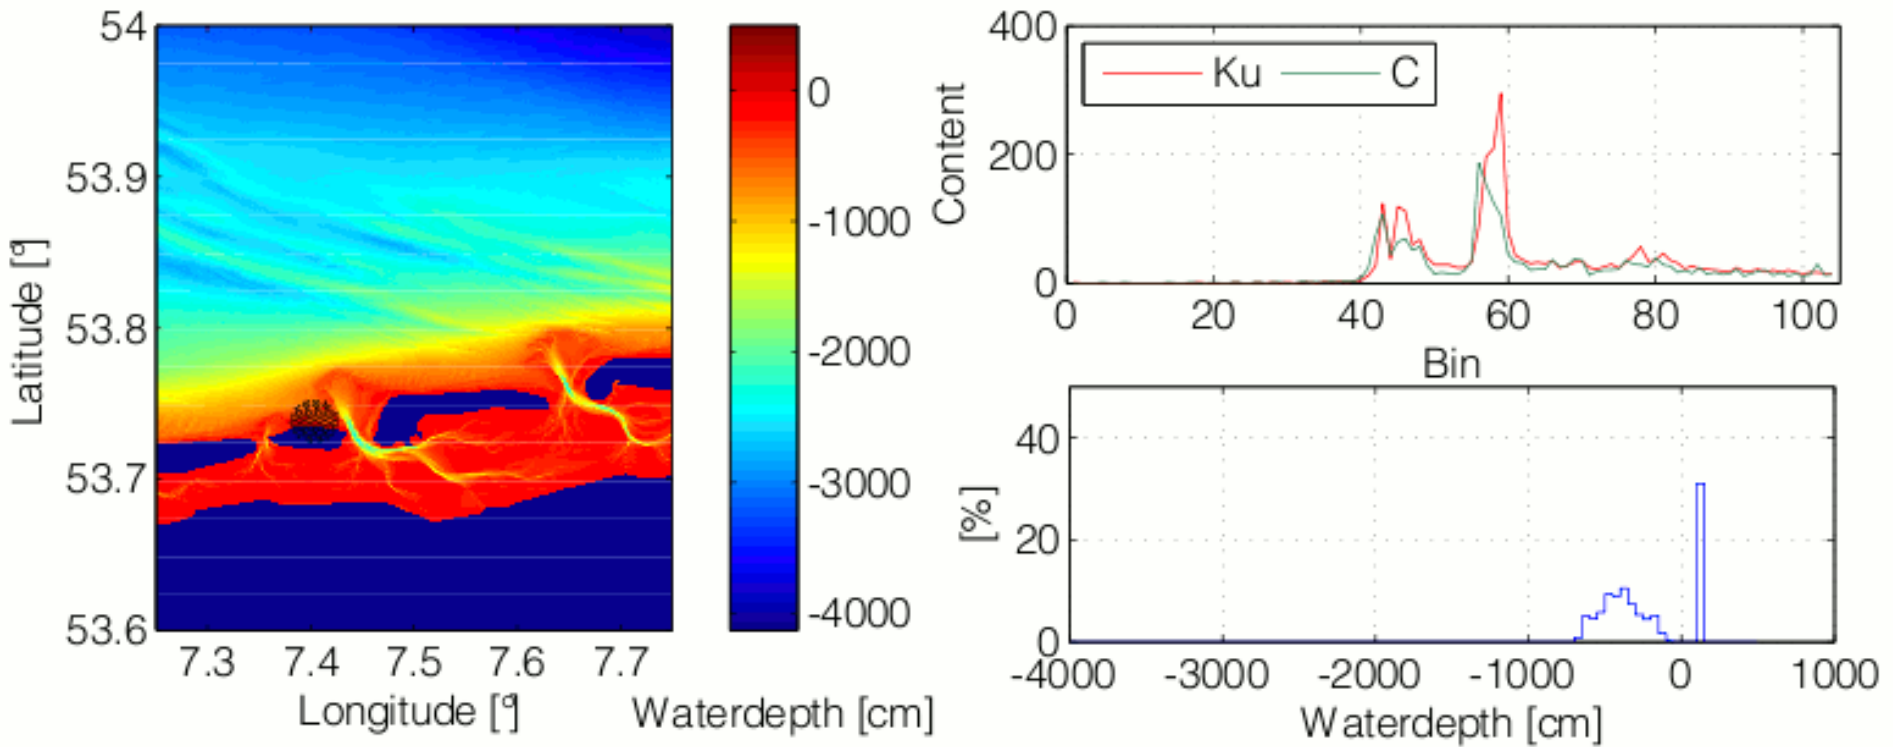 54
53.9
53.8
53.7
53.6
Latitude [º]
7.3 7.4 7.5 7.6 7.7
Longitude [º]
0
-1000
-2000
-3000
-4000
Waterdepth [cm]
400
200
0
Content
Ku C
0 20 40 60 80 100
Bin
40
20
0
[%]
-4000 -3000 -2000 -1000 0 1000
Waterdepth [cm]